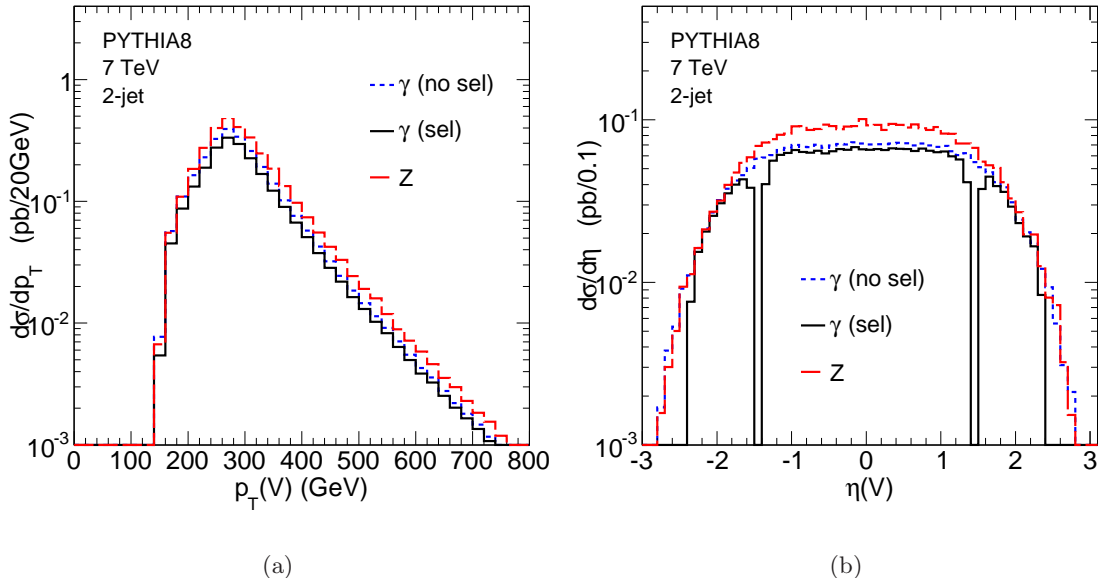 PYTHIA8
7 TeV
2-jet
γ (no sel)
γ (sel)
Z
dσ/dp_T (pb/20GeV)
1
10^-1
10^-2
10^-3
0 100 200 300 400 500 600 700 800
p_T(V) (GeV)
(a)
PYTHIA8
7 TeV
2-jet
γ (no sel)
γ (sel)
Z
dσ/dη (pb/0.1)
10^-1
10^-2
10^-3
-3 -2 -1 0 1 2 3
η(V)
(b)